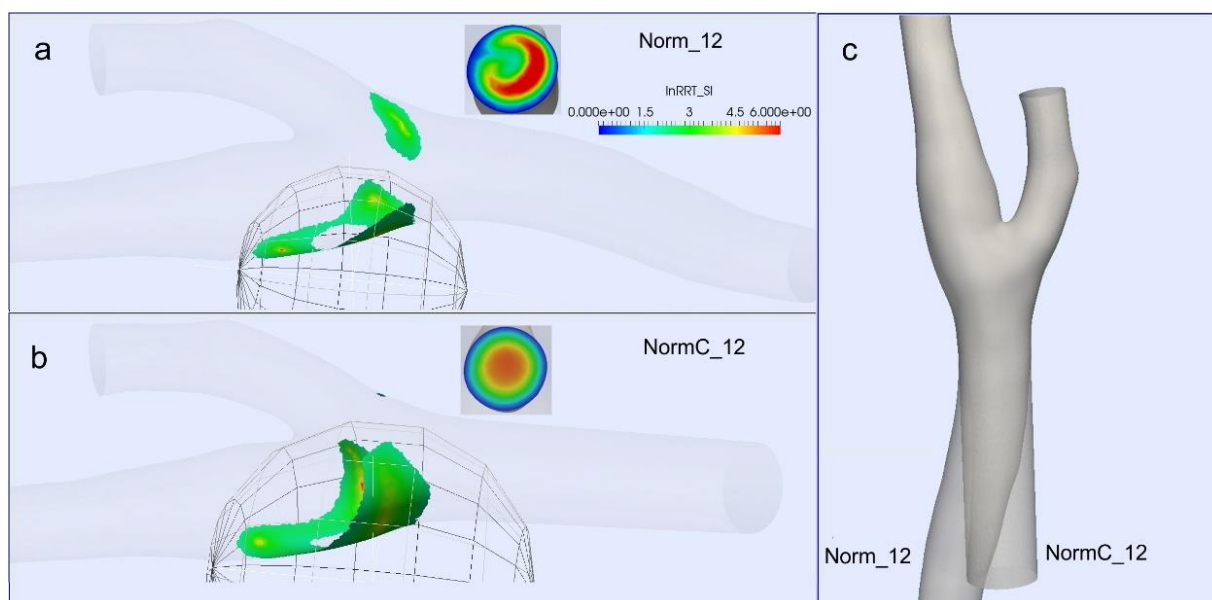 a
Norm_12
lnRRT_SI
0.000e+00 1.5 3 4.5 6.000e+00
b
NormC_12
c
Norm_12
NormC_12